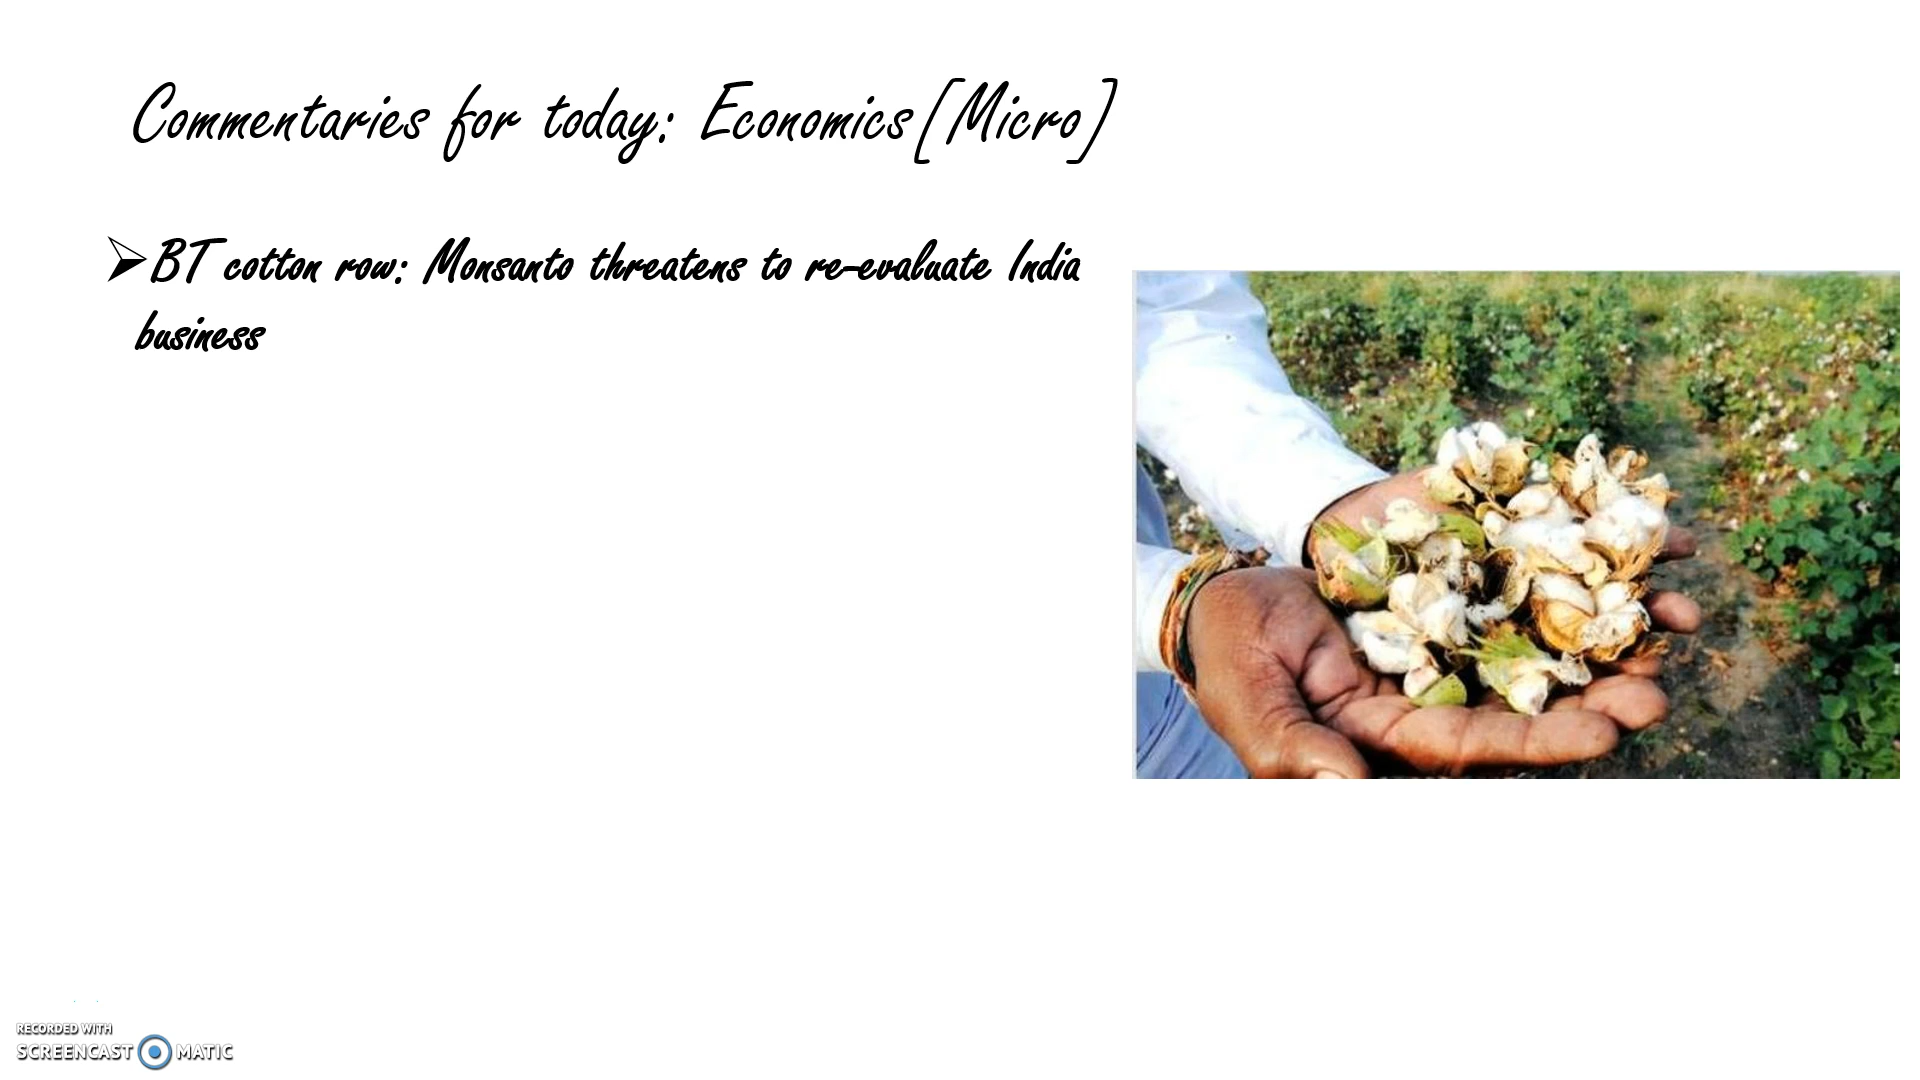 Commentaries for today: Economics[Micro]
BT cotton row: Monsanto threatens to re-evaluate India
business
RECORDED WITH
SCREENCAST MATIC